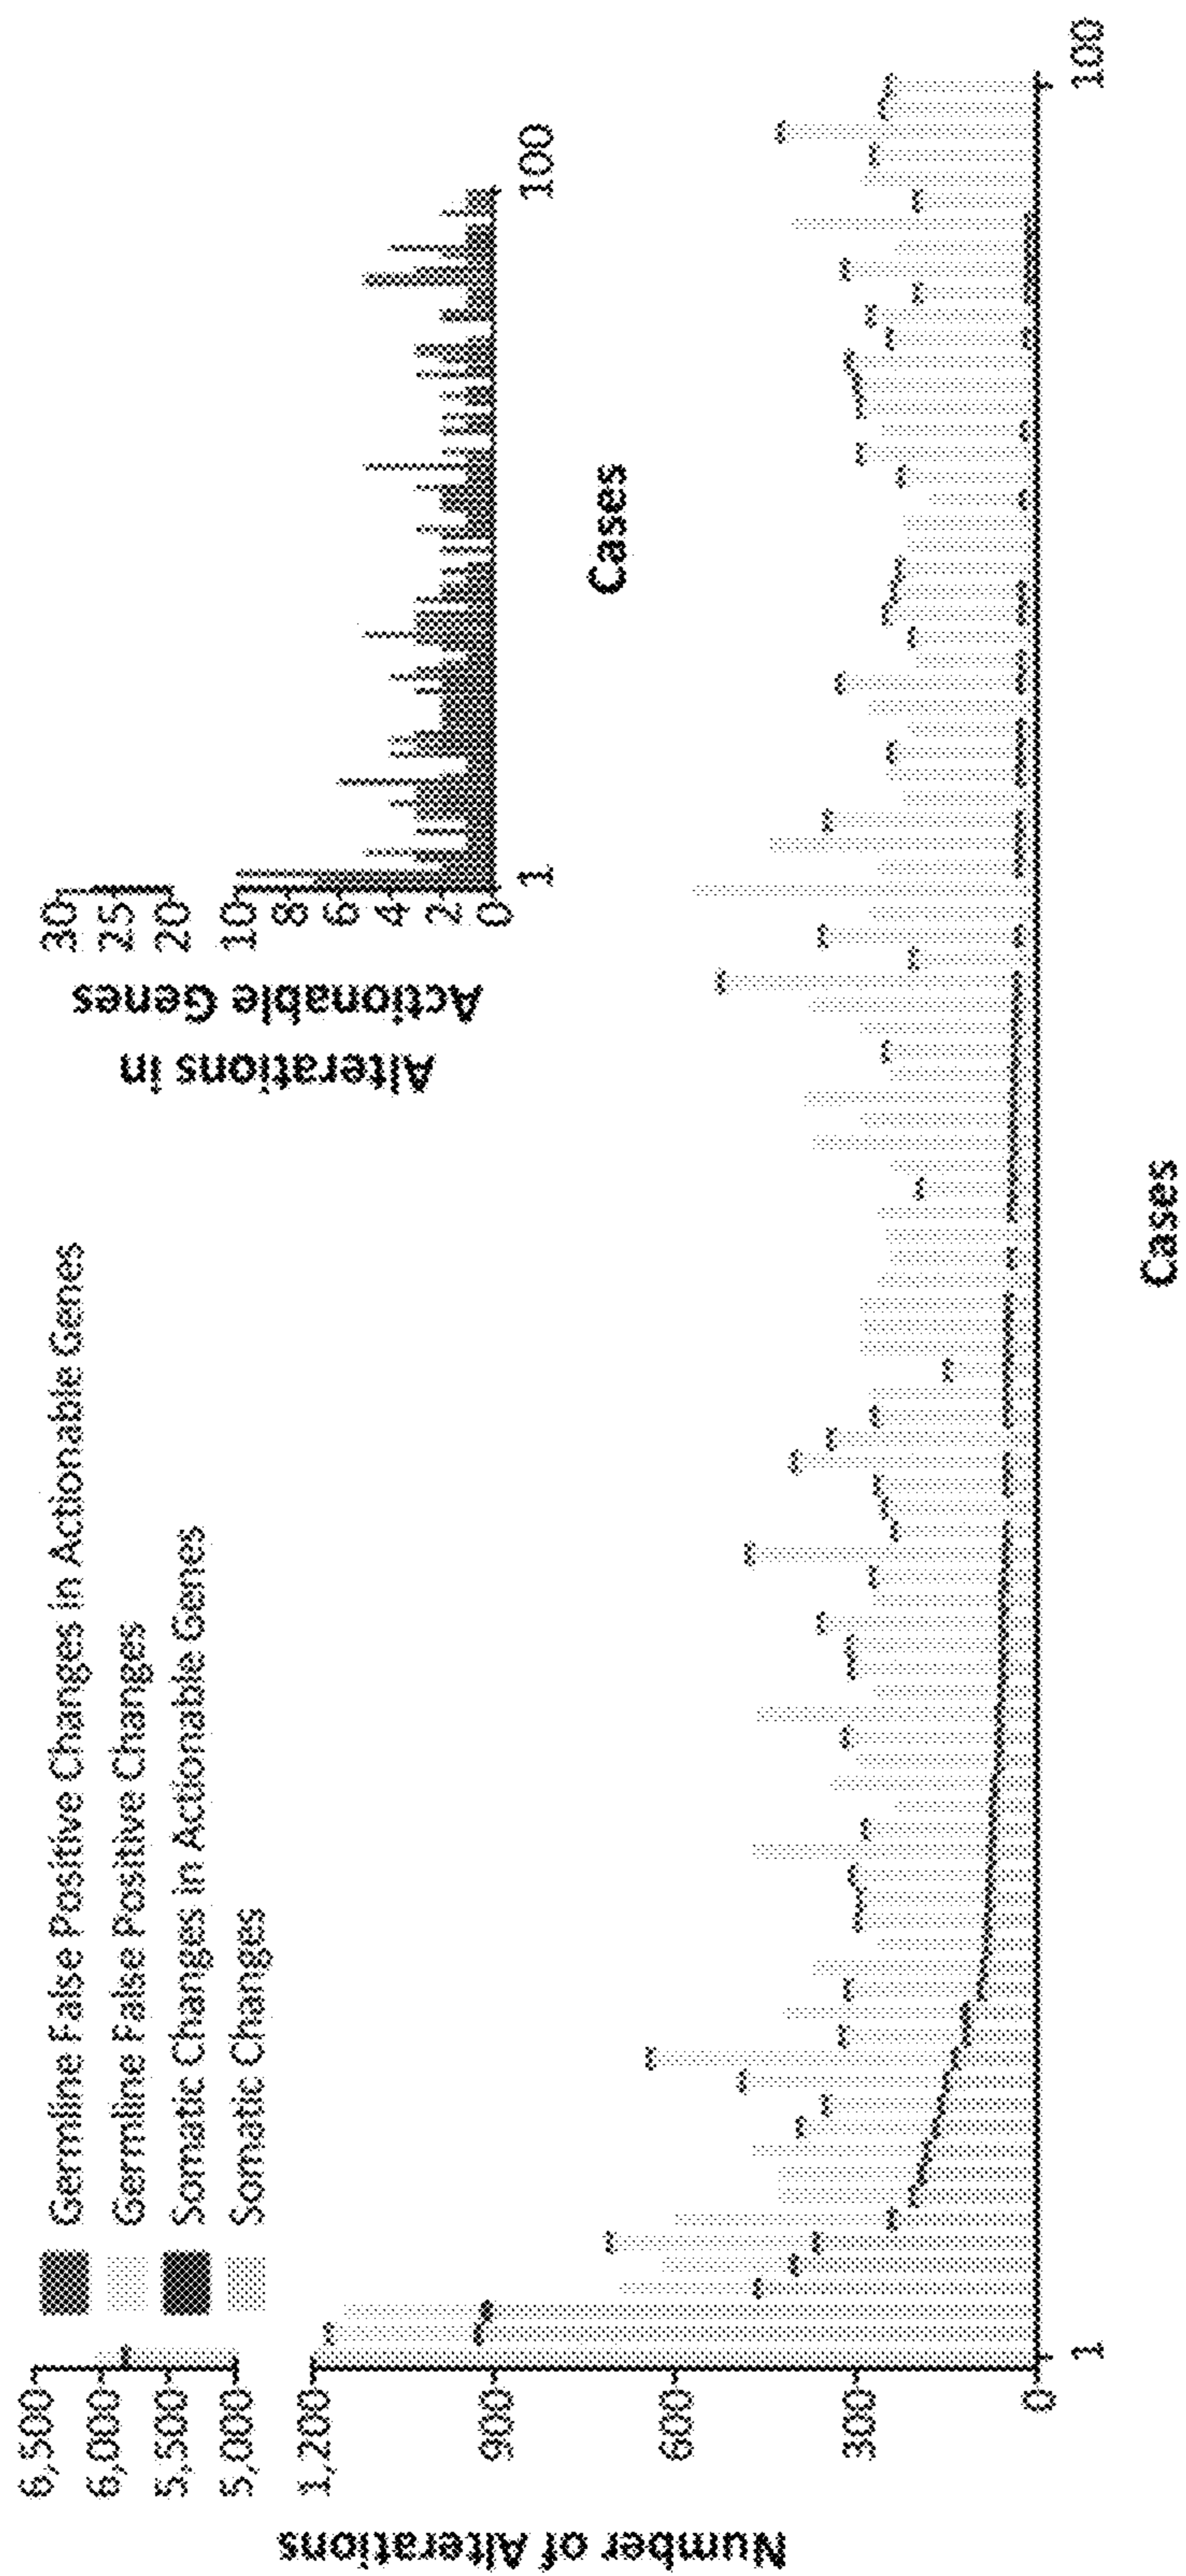 Germline False Positive Changes in Actionable Genes
Germline False Positive Changes
Somatic Changes in Actionable Genes
Somatic Changes
Number of Alterations
6,500
6,000
5,500
5,000
1,200
900
600
300
0
1
100
Cases
Alterations in
Actionable Genes
30
25
20
10
8
6
4
2
0
1
100
Cases